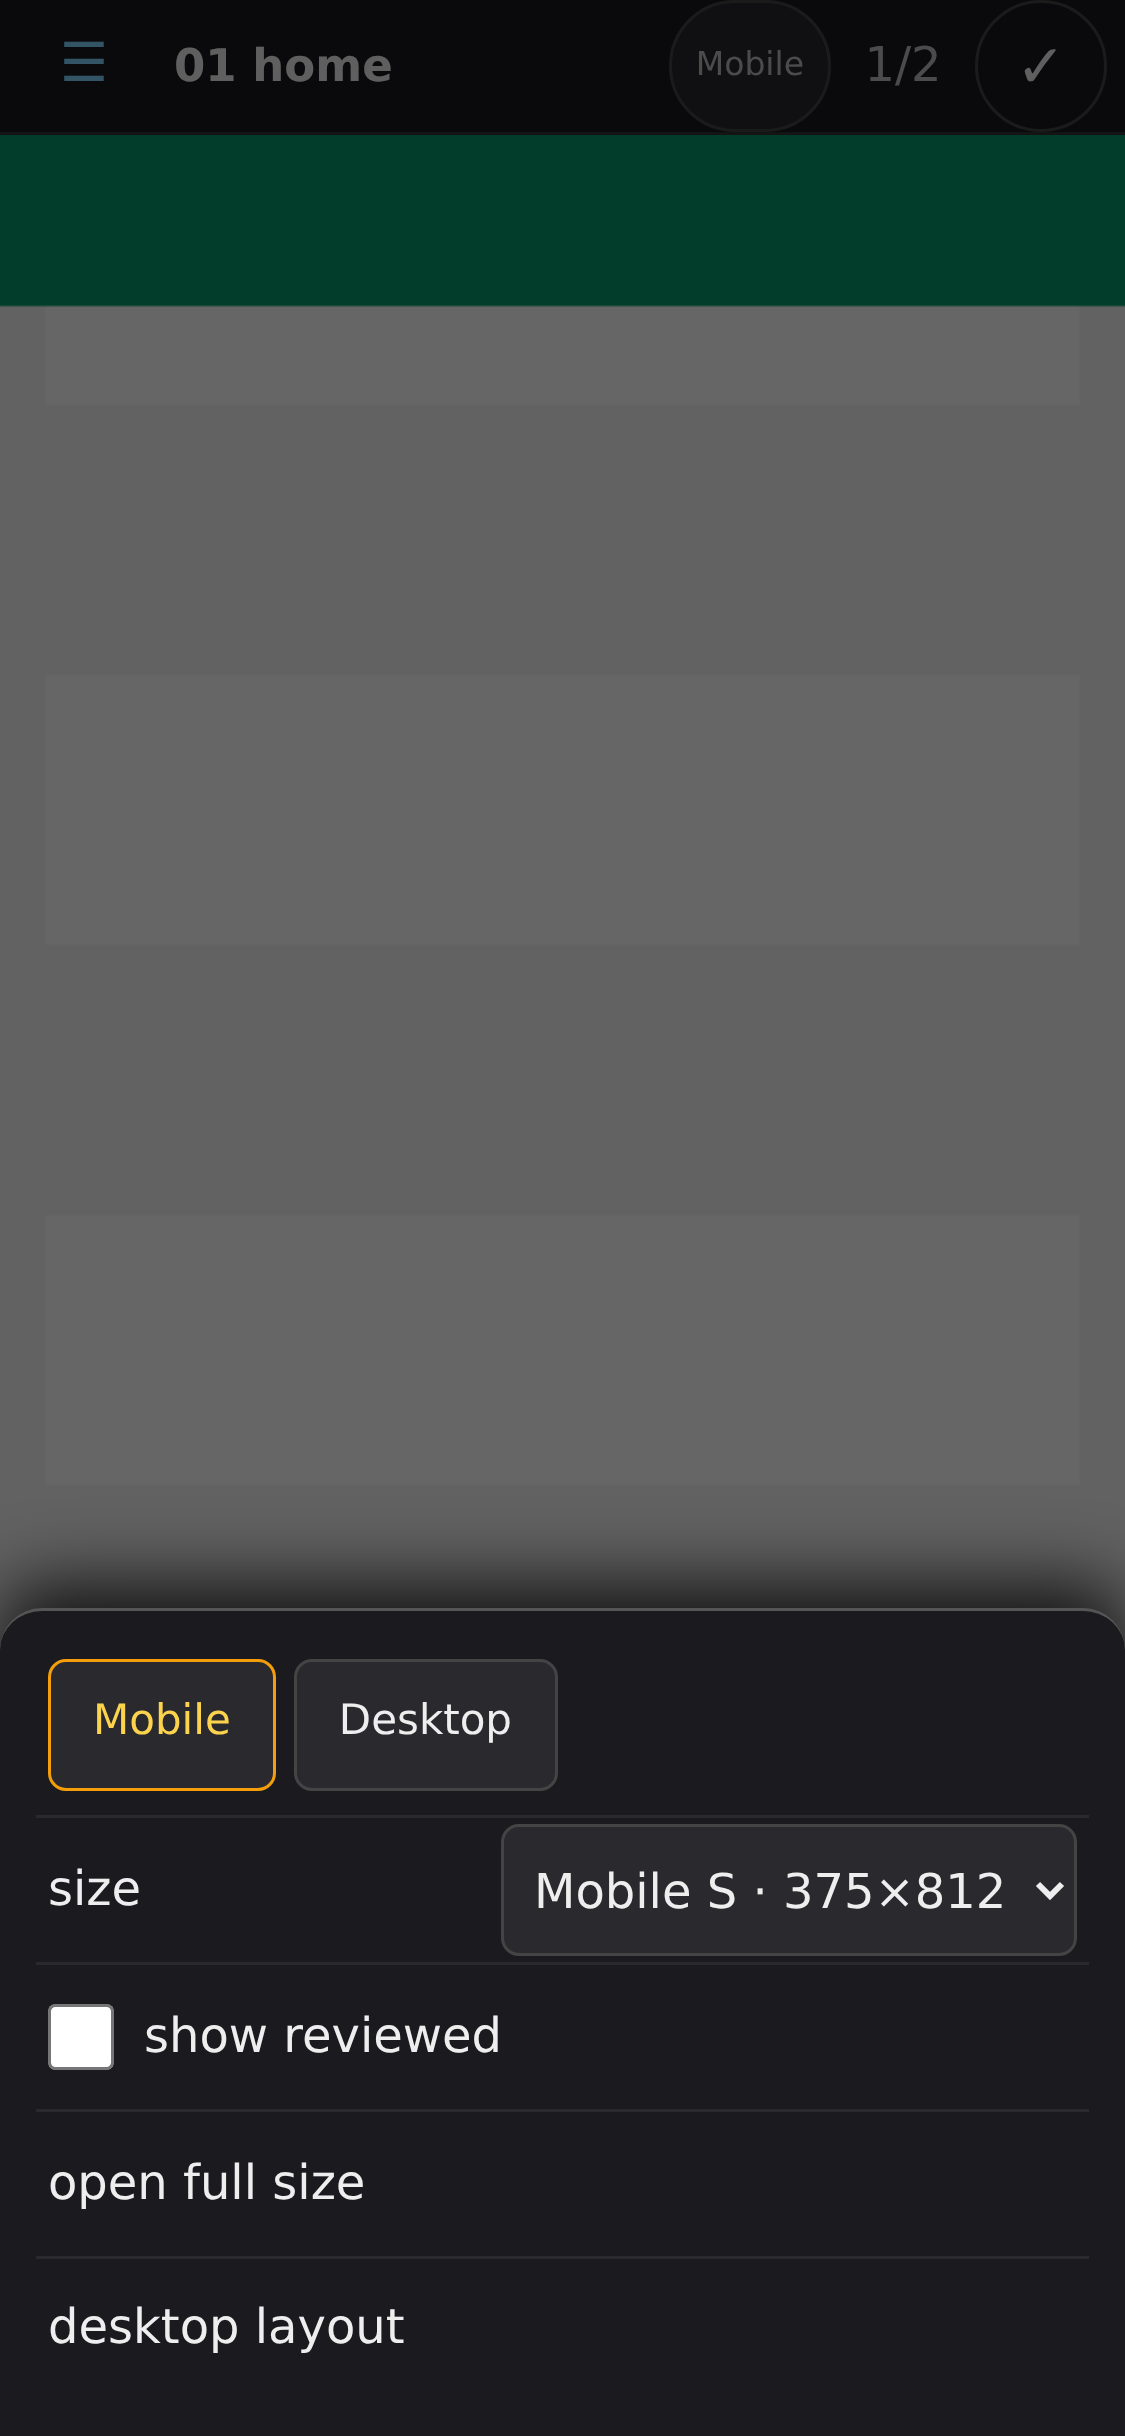 ☰ 01 home Mobile 1/2 ✓
Mobile Desktop
size Mobile S · 375×812
show reviewed
open full size
desktop layout